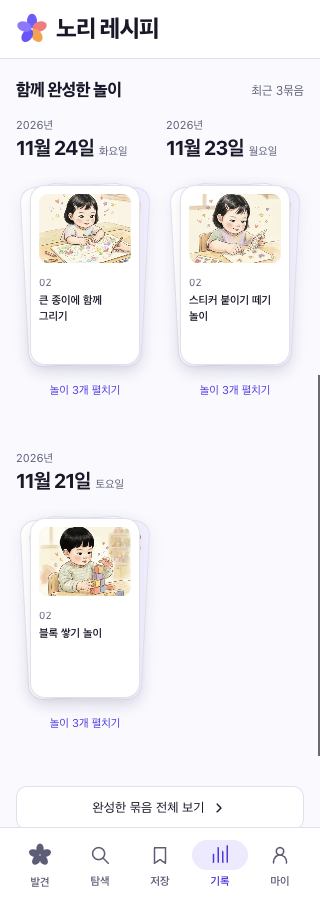 노리 레시피
함께 완성한 놀이
최근 3묶음
2026년
11월 24일 화요일
2026년
11월 23일 월요일
02
큰 종이에 함께
그리기
02
스티커 붙이기 떼기
놀이
놀이 3개 펼치기
놀이 3개 펼치기
2026년
11월 21일 토요일
02
블록 쌓기 놀이
놀이 3개 펼치기
완성한 묶음 전체 보기
발견
탐색
저장
기록
마이